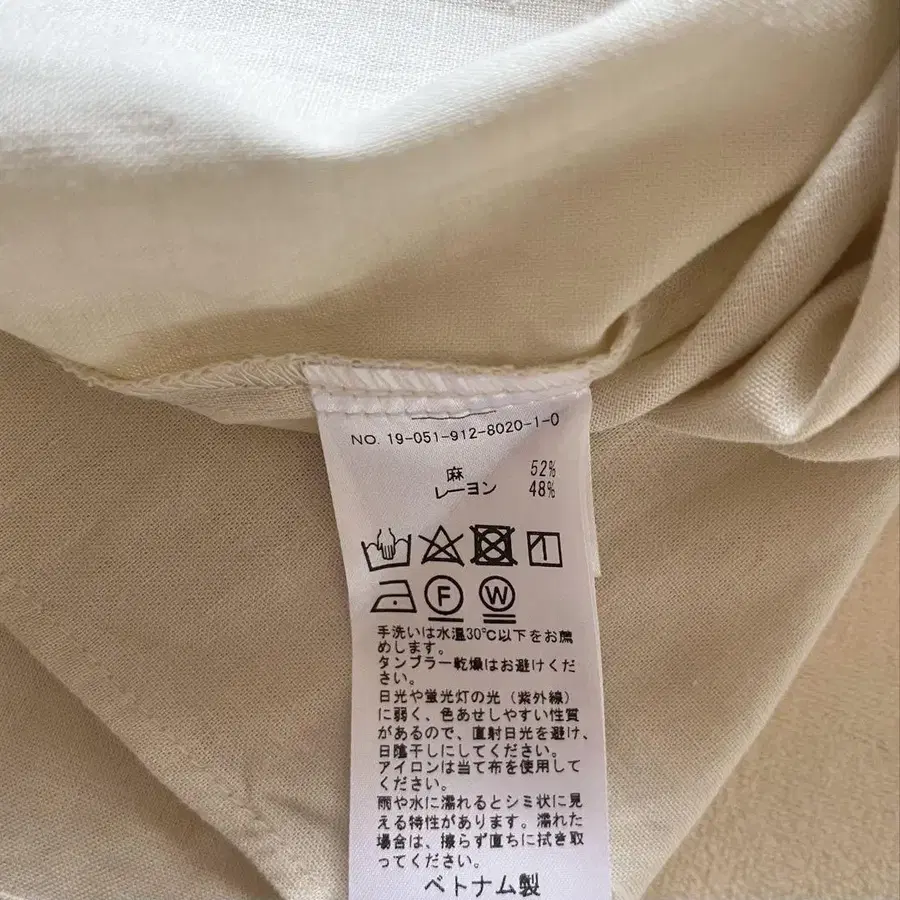 NO. 19-051-912-8020-1-0
麻 52%
レーヨン 48%
F W
手洗いは水温30℃以下をお薦
めします。
タンブラー乾燥はお避けくだ
さい。
日光や蛍光灯の光（紫外線）
に弱く、色あせしやすい性質
があるので、直射日光を避け、
日陰干しにしてください。
アイロンは当て布を使用して
ください。
雨や水に濡れるとシミ状に見
える特性があります。濡れた
場合は、擦らず直ちに拭き取
ってください。
ベトナム製